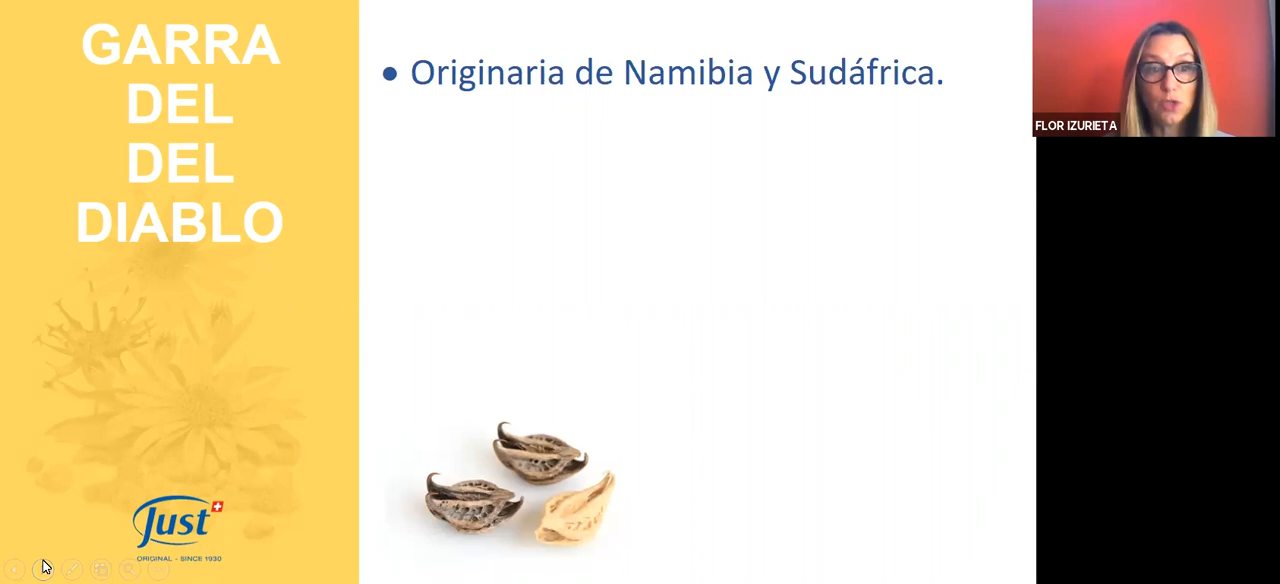 GARRA
DEL
DEL
DIABLO
• Originaria de Namibia y Sudáfrica.
FLOR IZURIETA
Just
ORIGINAL - SINCE 1930